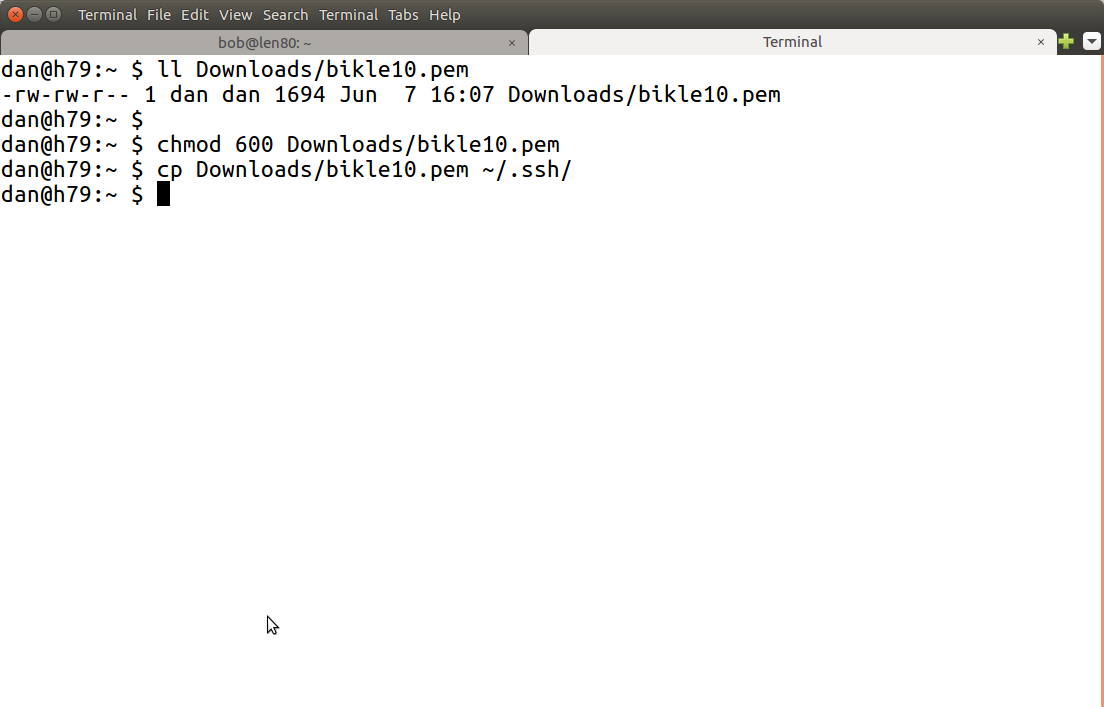 Terminal File Edit View Search Terminal Tabs Help
bob@len80: ~ × Terminal ×
dan@h79:~ $ ll Downloads/bikle10.pem
-rw-rw-r-- 1 dan dan 1694 Jun  7 16:07 Downloads/bikle10.pem
dan@h79:~ $
dan@h79:~ $ chmod 600 Downloads/bikle10.pem
dan@h79:~ $ cp Downloads/bikle10.pem ~/.ssh/
dan@h79:~ $